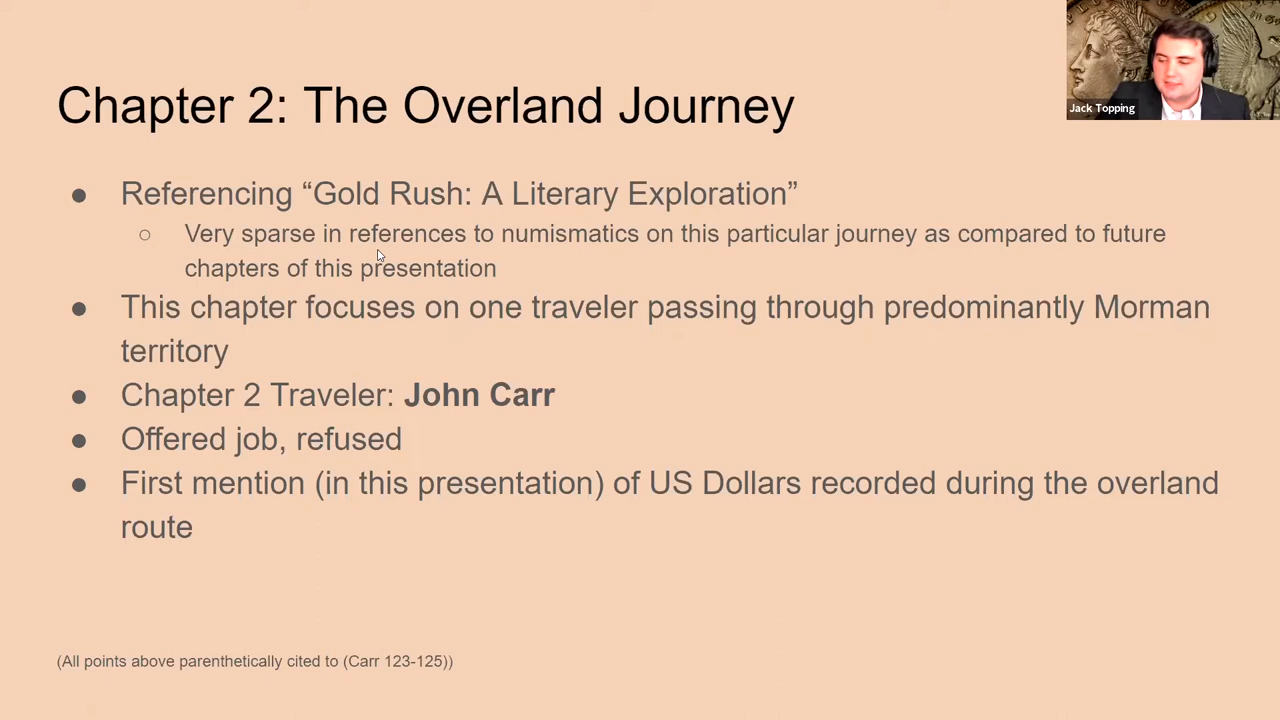 Jack Topping
Chapter 2: The Overland Journey
● Referencing “Gold Rush: A Literary Exploration”
○ Very sparse in references to numismatics on this particular journey as compared to future
chapters of this presentation
● This chapter focuses on one traveler passing through predominantly Morman
territory
● Chapter 2 Traveler: John Carr
● Offered job, refused
● First mention (in this presentation) of US Dollars recorded during the overland
route
(All points above parenthetically cited to (Carr 123-125))